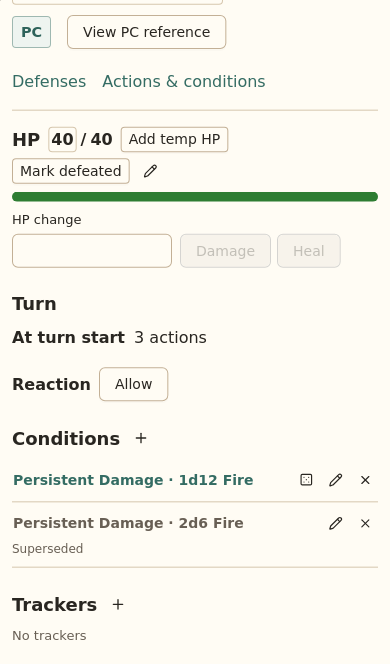 PC
View PC reference
Defenses Actions & conditions
HP 40 / 40 Add temp HP
Mark defeated
HP change
Damage Heal
Turn
At turn start 3 actions
Reaction Allow
Conditions +
Persistent Damage · 1d12 Fire
Persistent Damage · 2d6 Fire
Superseded
Trackers +
No trackers